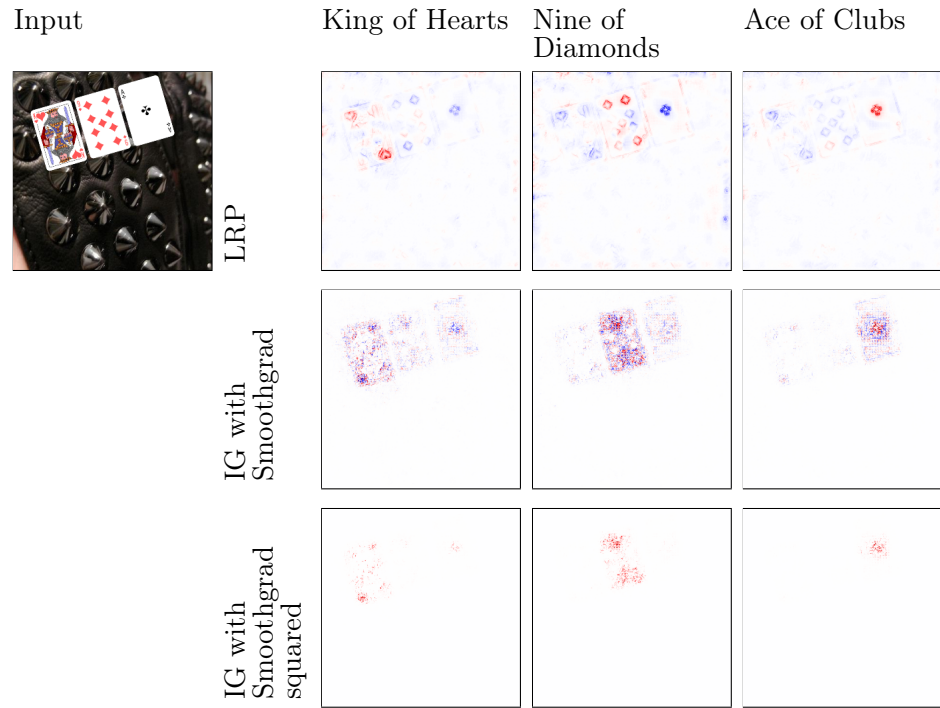 Input
King of Hearts
Nine of
Diamonds
Ace of Clubs
LRP
IG with
Smoothgrad
IG with
Smoothgrad
squared